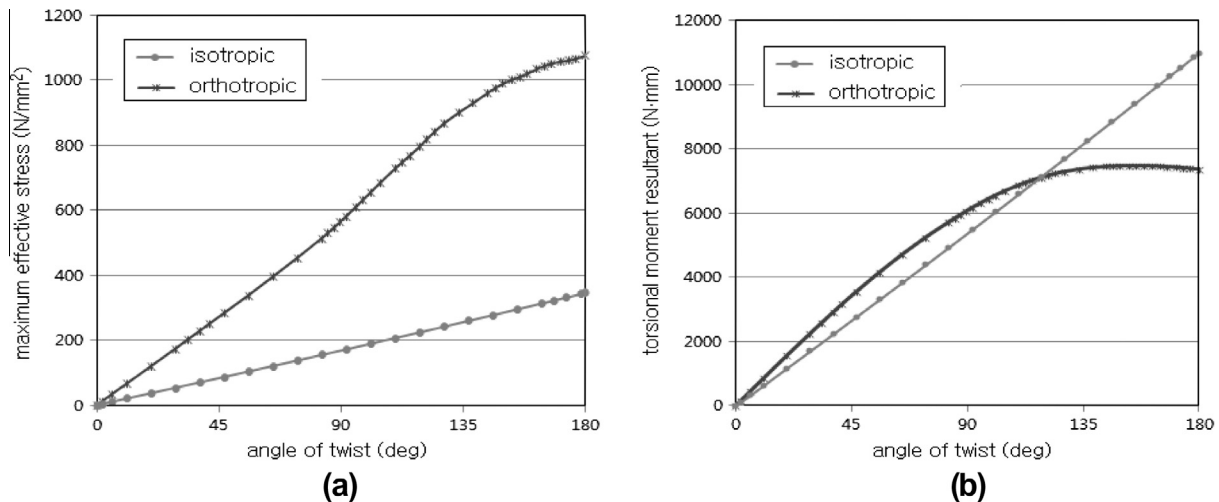 maximum effective stress (N/mm²)
1200
1000
800
600
400
200
0
isotropic
orthotropic
0 45 90 135 180
angle of twist (deg)
(a)
torsional moment resultant (N·mm)
12000
10000
8000
6000
4000
2000
0
isotropic
orthotropic
0 45 90 135 180
angle of twist (deg)
(b)